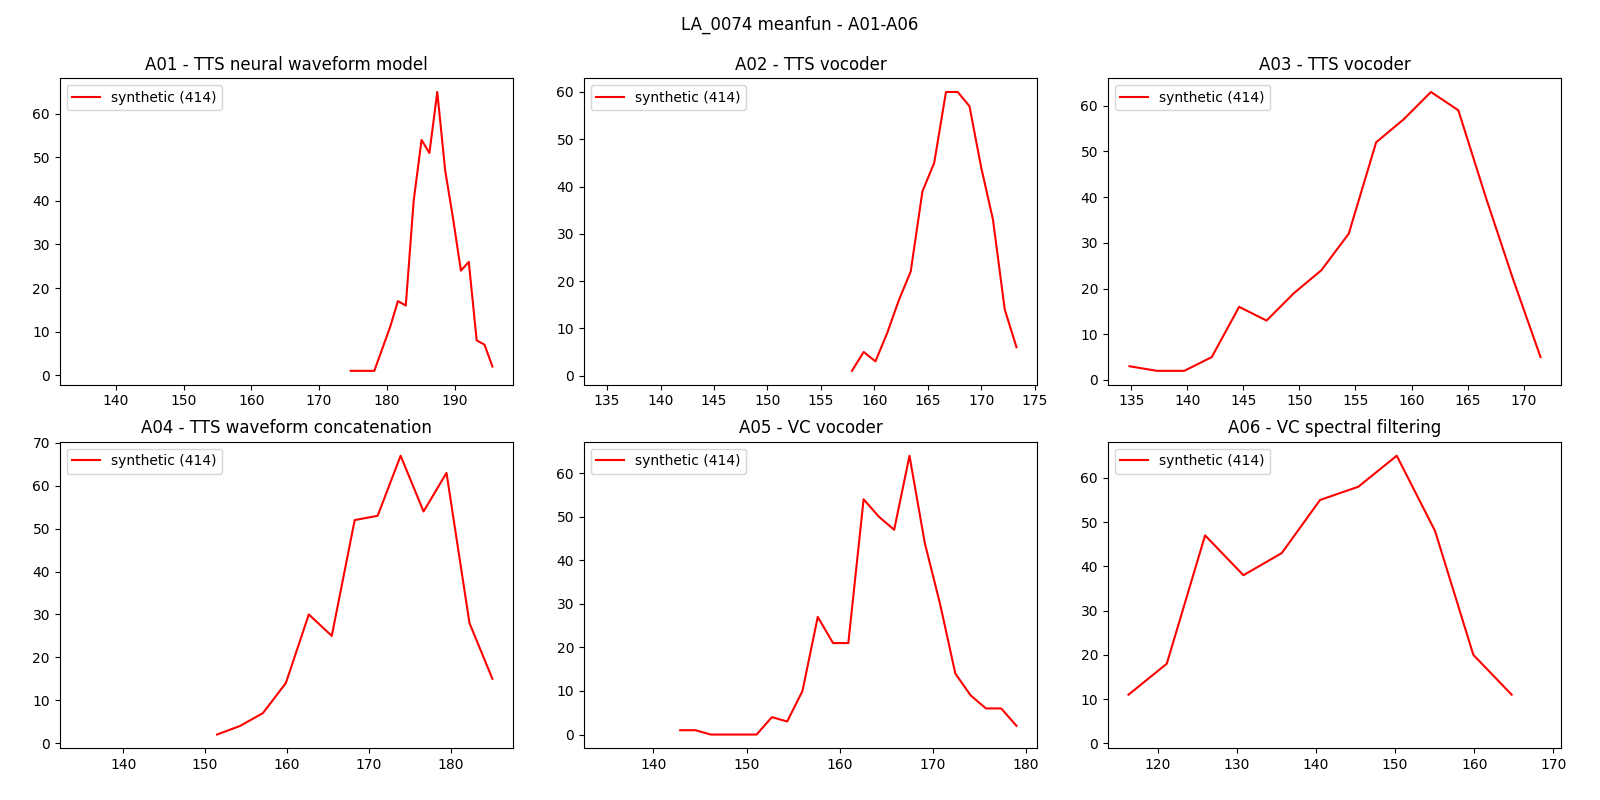 LA_0074 meanfun - A01-A06
A01 - TTS neural waveform model
synthetic (414)
60
50
40
30
20
10
0
140 150 160 170 180 190
A02 - TTS vocoder
synthetic (414)
60
50
40
30
20
10
0
135 140 145 150 155 160 165 170 175
A03 - TTS vocoder
synthetic (414)
60
50
40
30
20
10
0
135 140 145 150 155 160 165 170
A04 - TTS waveform concatenation
synthetic (414)
70
60
50
40
30
20
10
0
140 150 160 170 180
A05 - VC vocoder
synthetic (414)
60
50
40
30
20
10
0
140 150 160 170 180
A06 - VC spectral filtering
synthetic (414)
60
50
40
30
20
10
0
120 130 140 150 160 170